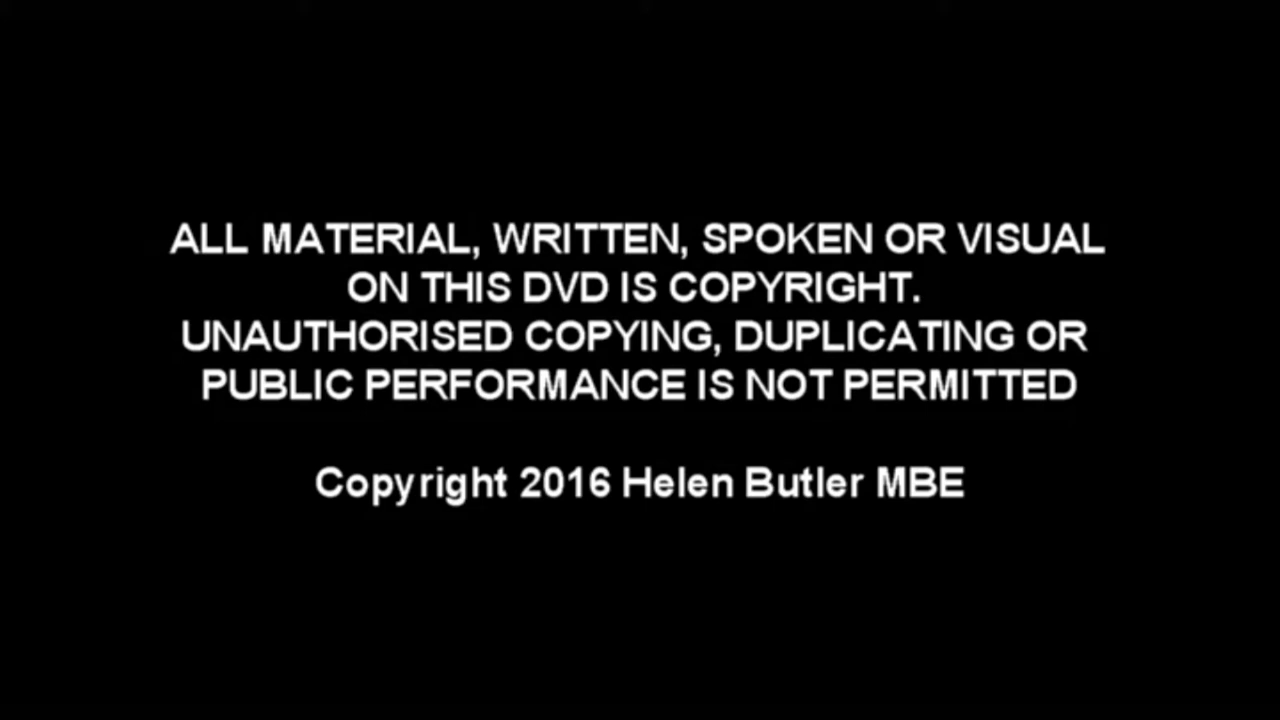 ALL MATERIAL, WRITTEN, SPOKEN OR VISUAL
ON THIS DVD IS COPYRIGHT.
UNAUTHORISED COPYING, DUPLICATING OR
PUBLIC PERFORMANCE IS NOT PERMITTED
Copyright 2016 Helen Butler MBE